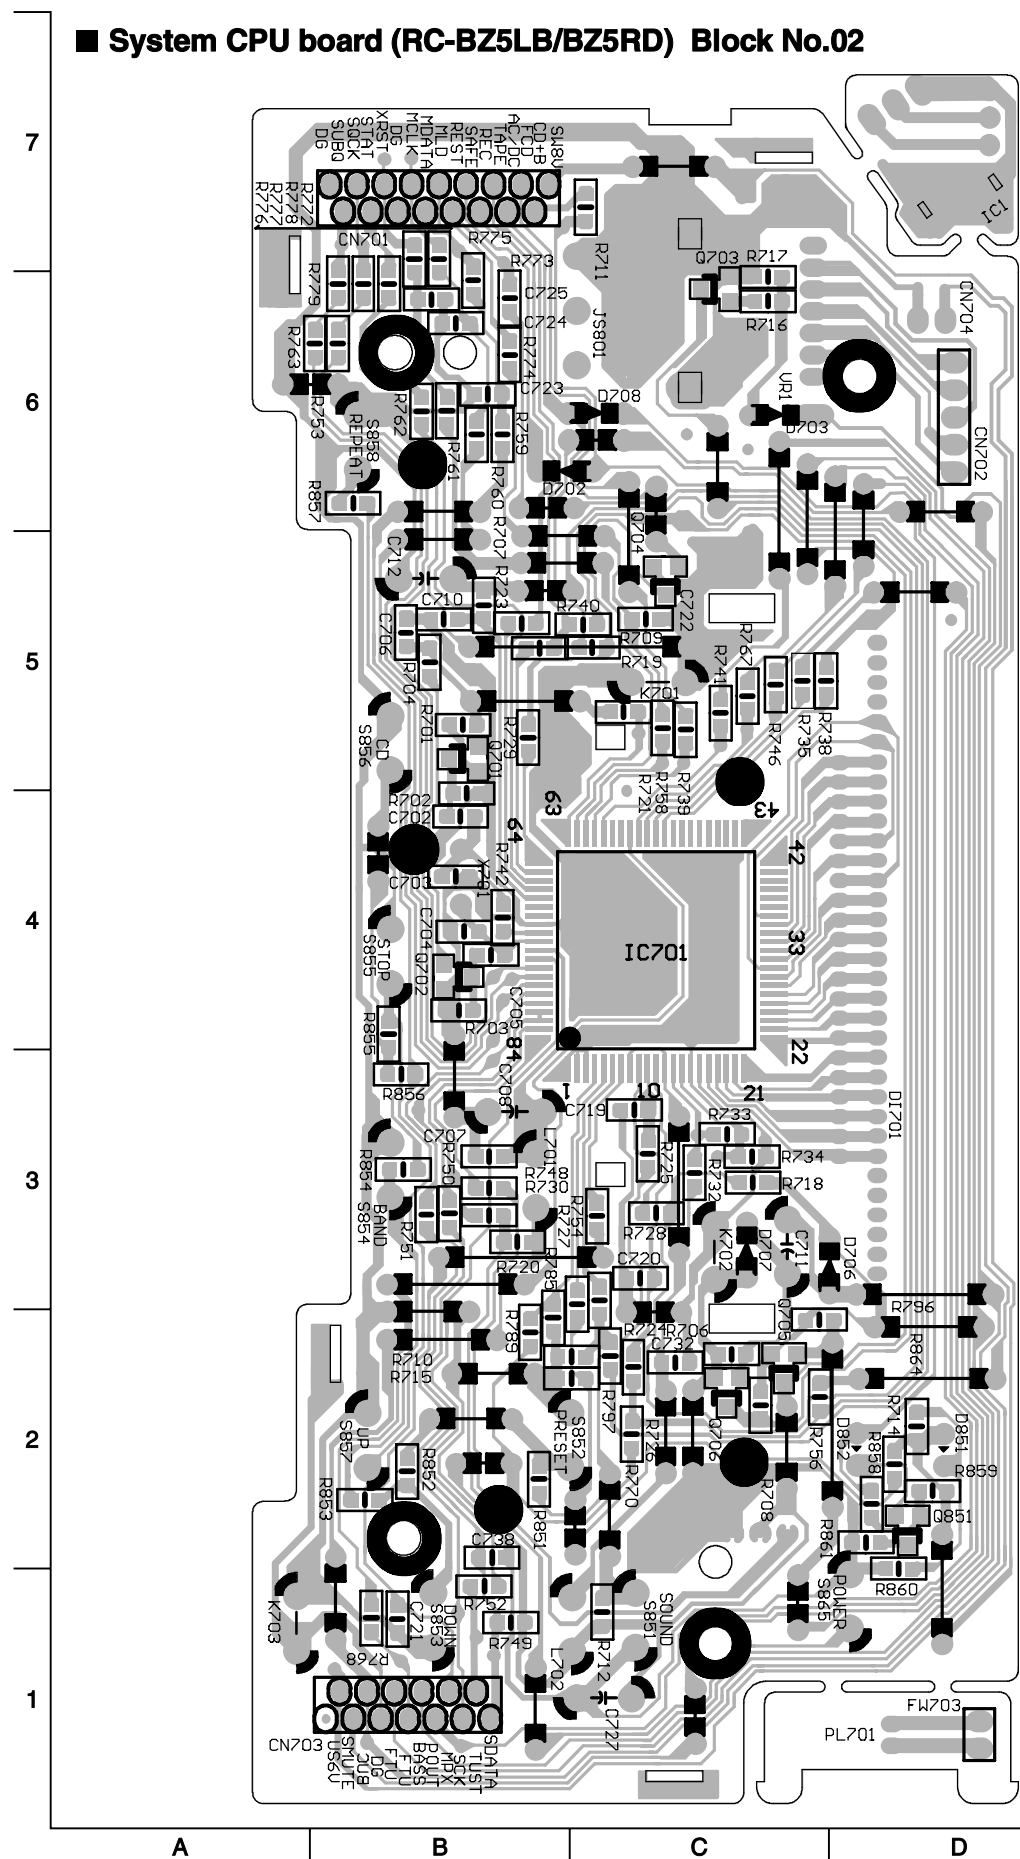 ■ System CPU board (RC-BZ5LB/BZ5RD)  Block No.02
7
6
5
4
3
2
1
A
B
C
D
DG
SUBQ
SQCK
STAT
XRST
DG
MCLK
MDATA
MLD
REST
SAFE
REC
TAPE
AC/DC
FCD
CD+B
SW8V
R776
R777
R778
R772
CN701
R775
R773
R711
Q703
R717
R716
IC1
R779
C725
C724
JS801
CN704
R763
R774
C723
R753
R762
D708
VR1
D703
CN702
REPEAT
S858
R759
R761
R857
R760
D702
R707
Q704
C712
C710
R723
R740
C722
C706
R709
R719
R767
R704
K701
R741
R701
R729
S856
CD
Q701
R746
R735
R738
R702
C702
R721
R758
R739
63
64
43
42
C703
X701
R742
C704
IC701
33
S855
STOP
Q702
C705
R703
R855
84
22
R856
C708
1
C719
10
21
DI701
C707
R733
L701
R725
R734
R854
R750
R748
R730
R732
R718
S854
BAND
R751
R727
R754
R728
K702
D707
C711
D706
R720
R785
C720
R796
R789
R724
R706
Q705
R710
C732
R864
R715
S857
UP
PRESET
S852
R797
R726
Q706
R756
D852
R714
D851
R858
R859
R852
R770
R853
R708
Q851
R851
C738
R861
R860
R752
K703
C721
S853
DOWN
R749
R768
S851
SOUND
S865
POWER
L702
R712
C727
FW703
PL701
CN703
US6V
SMUTE
DG
FTU
BASS
POUT
MPX
SCK
TUST
SDATA